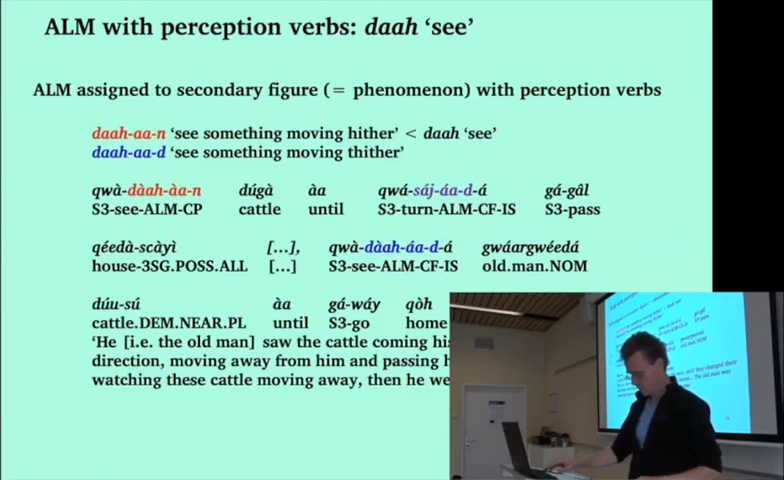 ALM with perception verbs: daah ‘see’
ALM assigned to secondary figure (= phenomenon) with perception verbs
daah-aa-n ‘see something moving hither’ < daah ‘see’
daah-aa-d ‘see something moving thither’
qwà-dàah-àa-n dúgà àa qwá-sáj-áa-d-á gá-gâl
S3-see-ALM-CP cattle until S3-turn-ALM-CF-IS S3-pass
qéedà-scàyì [...], qwà-dàah-áa-d-á gwáargwéedá
house-3SG.POSS.ALL [...] S3-see-ALM-CF-IS old.man.NOM
dúu-sú àa gá-wáy qòh
cattle.DEM.NEAR.PL until S3-go home
‘He [i.e. the old man] saw the cattle coming
direction, moving away from him and passing
watching these cattle moving away, then he